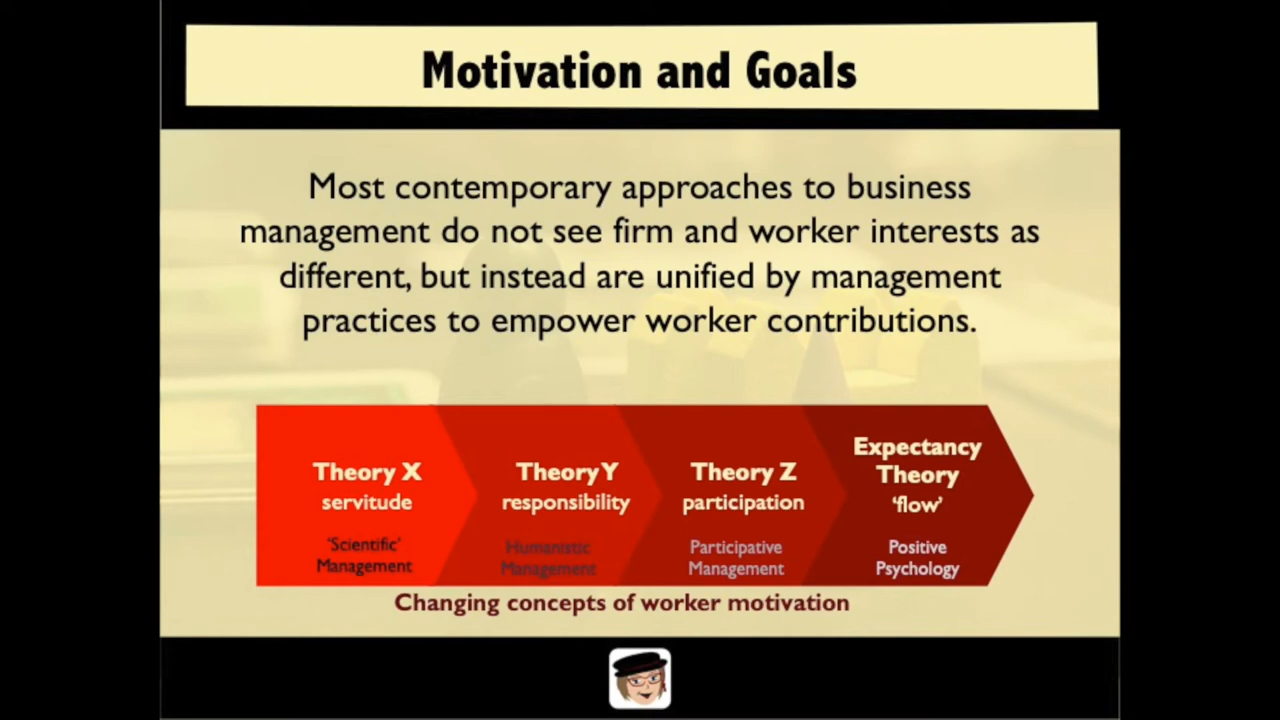 Motivation and Goals
Most contemporary approaches to business
management do not see firm and worker interests as
different, but instead are unified by management
practices to empower worker contributions.
Theory X
servitude
'Scientific'
Management
Theory Y
responsibility
Humanistic
Management
Theory Z
participation
Participative
Management
Expectancy
Theory
'flow'
Positive
Psychology
Changing concepts of worker motivation